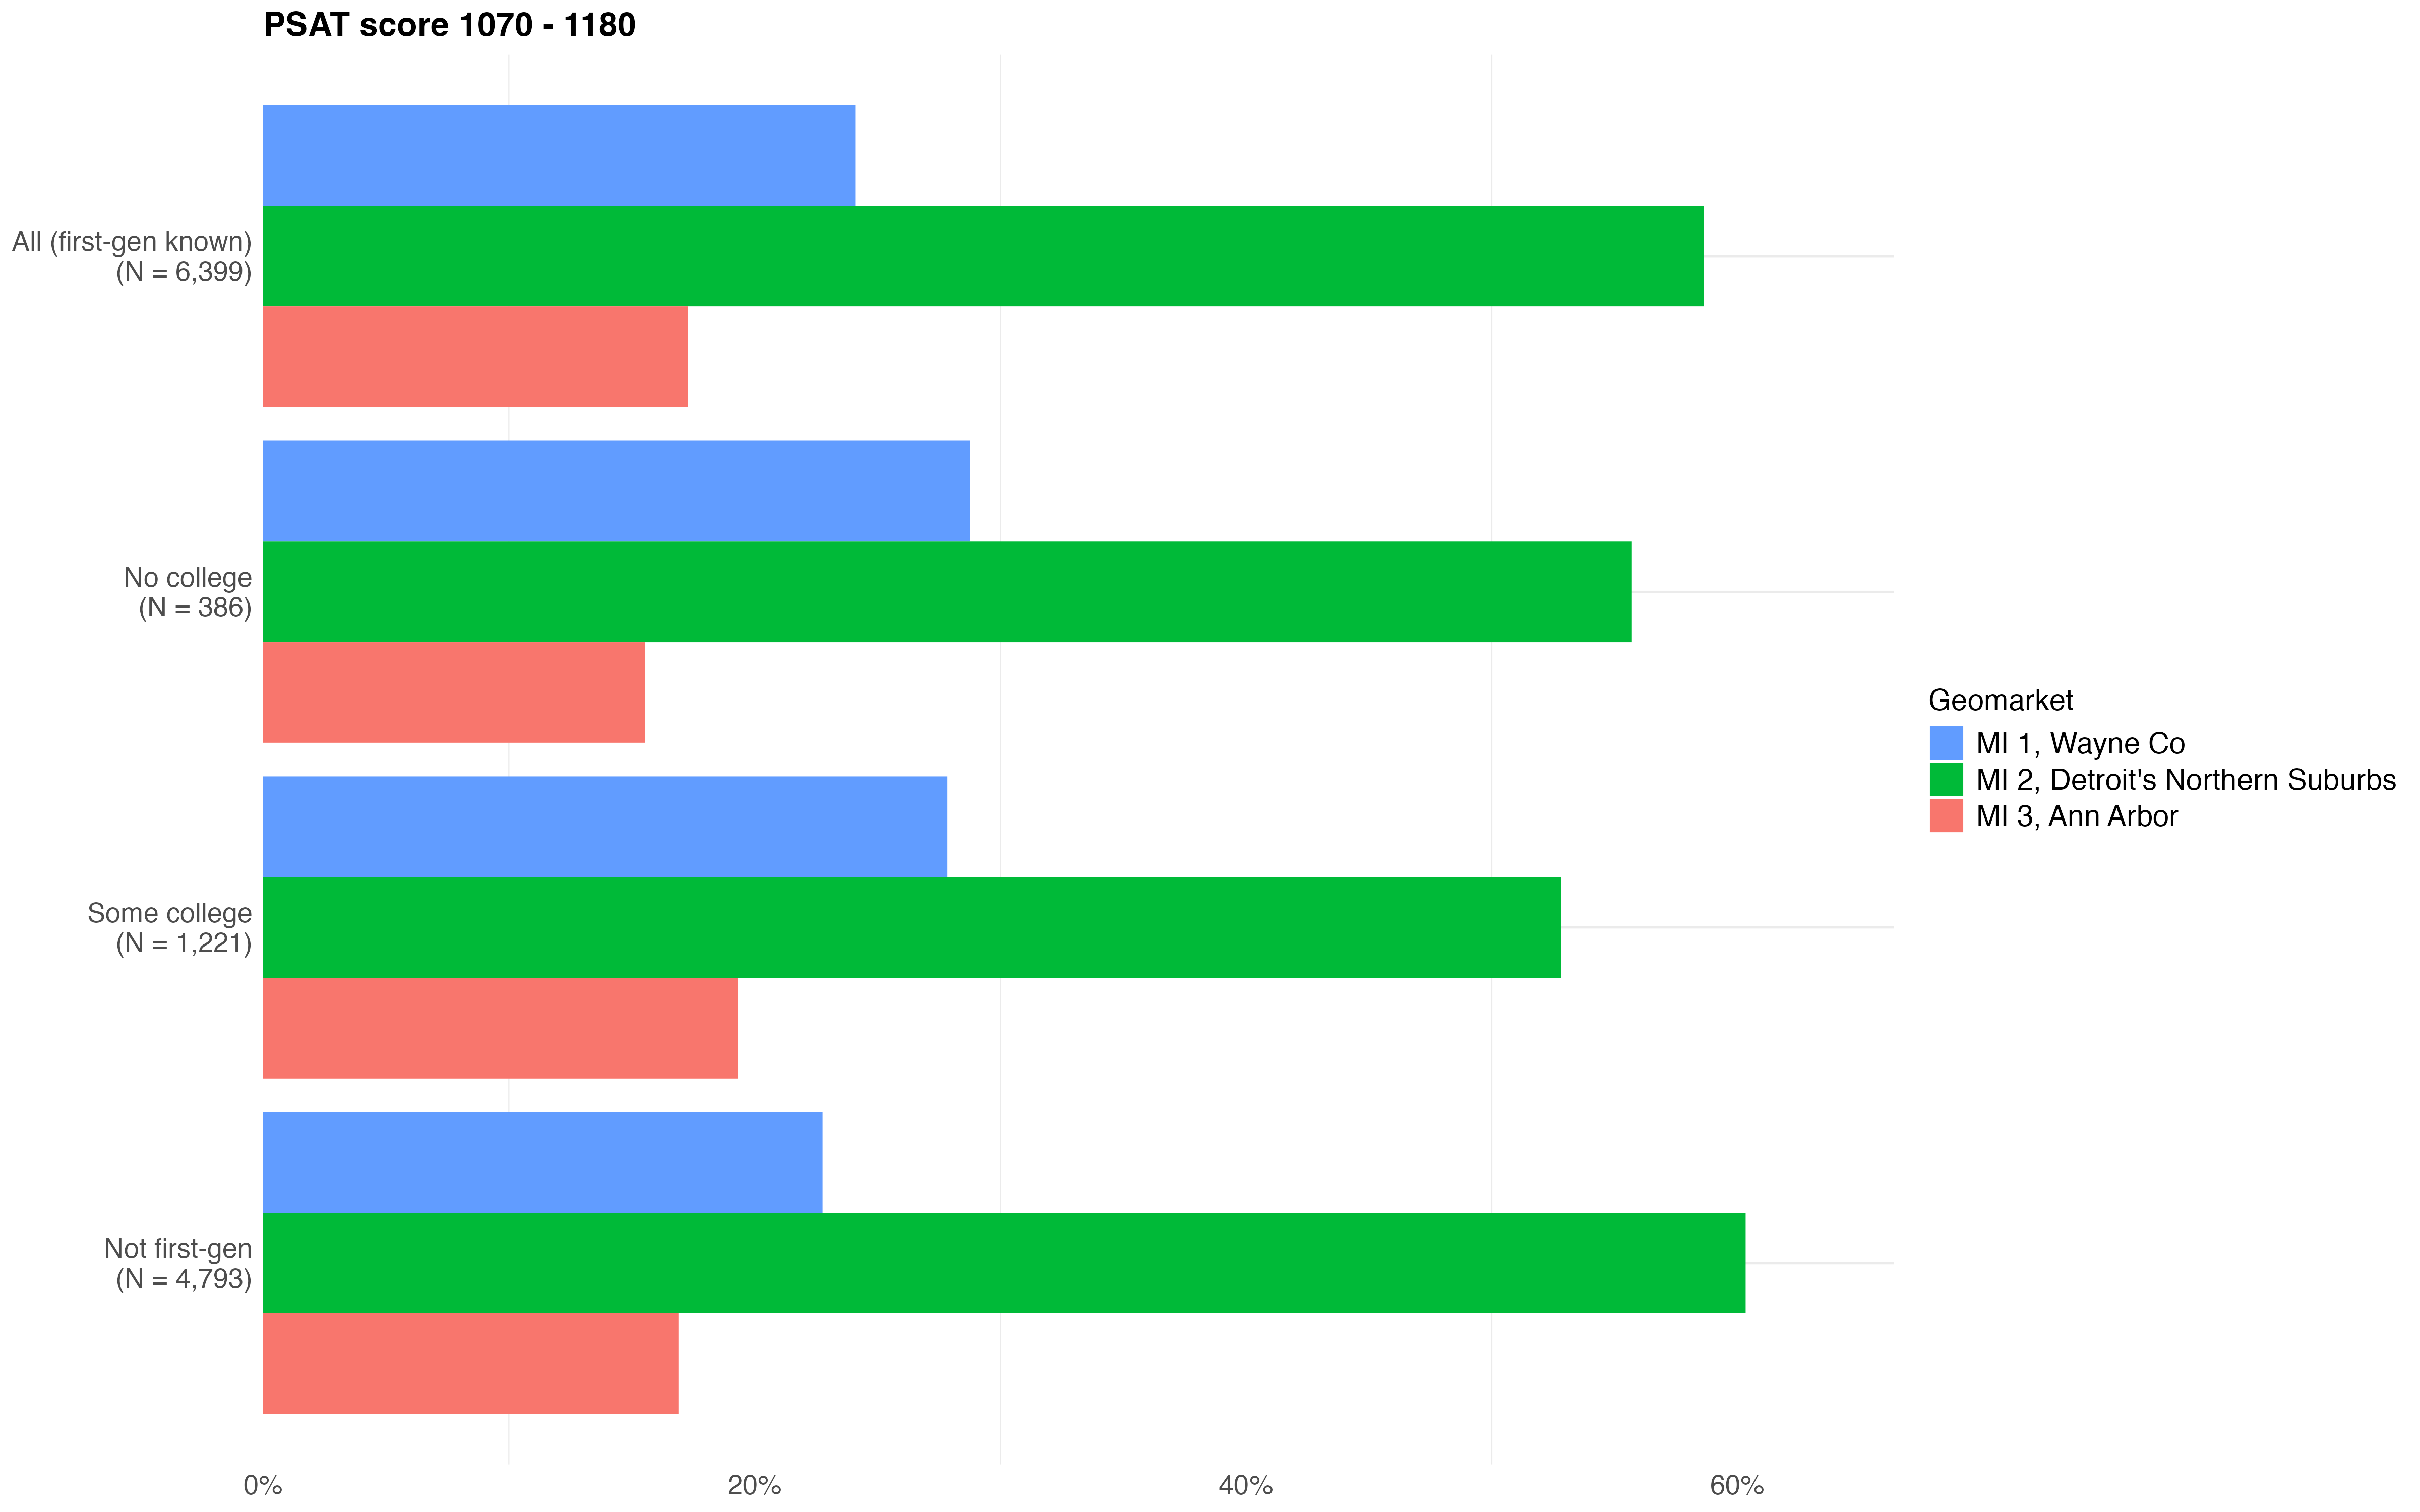 PSAT score 1070 - 1180
All (first-gen known)
(N = 6,399)
No college
(N = 386)
Some college
(N = 1,221)
Not first-gen
(N = 4,793)
0%
20%
40%
60%
Geomarket
MI 1, Wayne Co
MI 2, Detroit's Northern Suburbs
MI 3, Ann Arbor